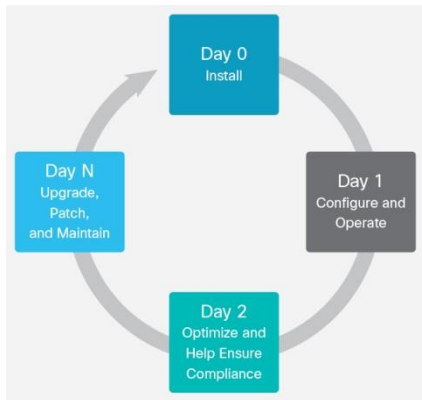 Day 0
Install
Day 1
Configure and
Operate
Day 2
Optimize and
Help Ensure
Compliance
Day N
Upgrade,
Patch,
and Maintain